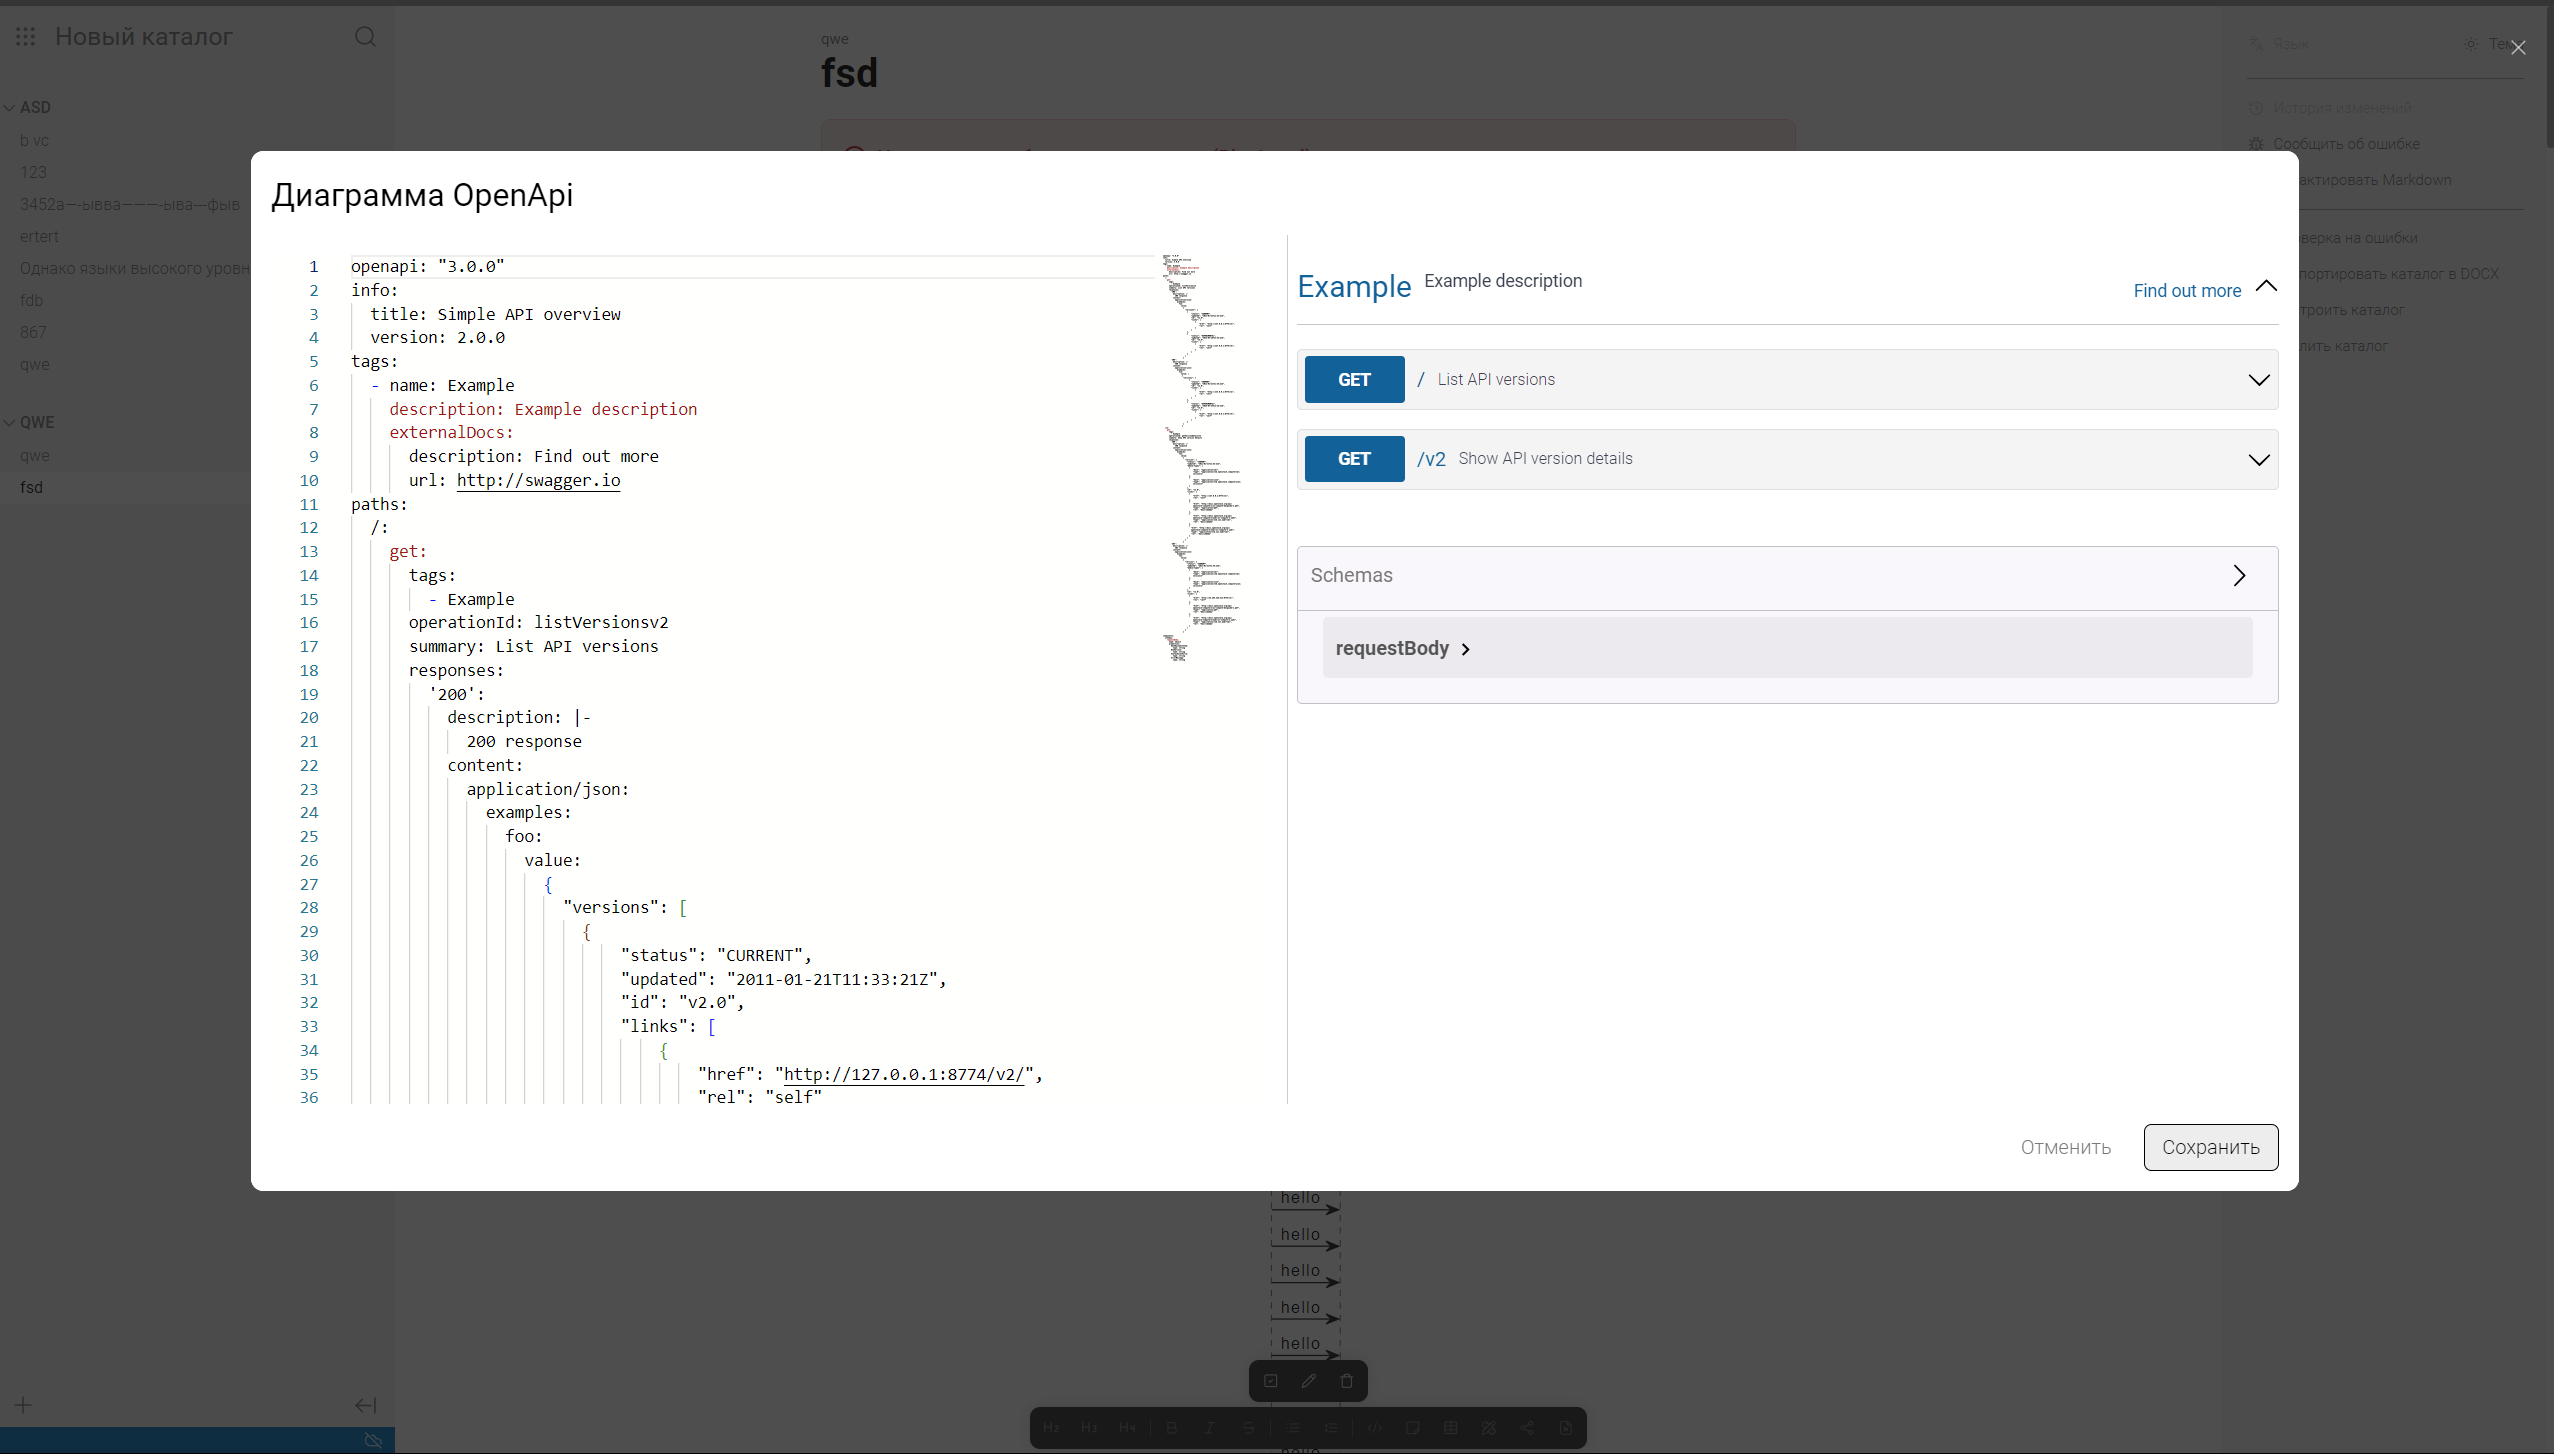 Новый каталог
ASD
b vc
123
3452a—-ывва———-ыва—-фыв
ertert
Однако языки высокого уровн
fdb
867
qwe
QWE
qwe
fsd
qwe
fsd
Язык
История изменений
Сообщить об ошибке
актировать Markdown
верка на ошибки
портировать каталог в DOCX
троить каталог
лить каталог
Диаграмма OpenApi
1 openapi: "3.0.0"
2 info:
3 title: Simple API overview
4 version: 2.0.0
5 tags:
6 - name: Example
7 description: Example description
8 externalDocs:
9 description: Find out more
10 url: http://swagger.io
11 paths:
12 /:
13 get:
14 tags:
15 - Example
16 operationId: listVersionsv2
17 summary: List API versions
18 responses:
19 '200':
20 description: |-
21 200 response
22 content:
23 application/json:
24 examples:
25 foo:
26 value:
27 {
28 "versions": [
29 {
30 "status": "CURRENT",
31 "updated": "2011-01-21T11:33:21Z",
32 "id": "v2.0",
33 "links": [
34 {
35 "href": "http://127.0.0.1:8774/v2/",
36 "rel": "self"
Example Example description
Find out more
GET / List API versions
GET /v2 Show API version details
Schemas
requestBody
Отменить Сохранить
hello
hello
hello
hello
hello
H2 H3 H4 B I S